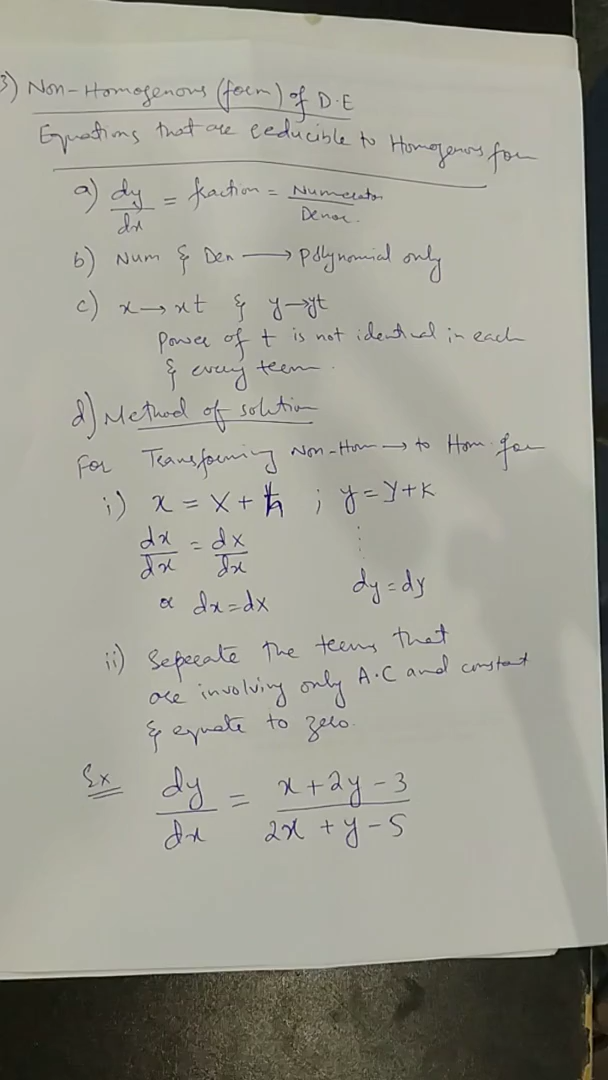 3) Non-Homogenous (form) of D.E
Equations that are reducible to Homogenous form
a) dy/dx = fraction = Numerator/Denor.
b) Num & Den → Polynomial only
c) x → xt & y → yt
Power of t is not identical in each
& every term.
d) Method of solution
For Transforming Non-Hom → to Hom. for
i) x = X + h ; y = Y + K
dx/dx = dX/dx
or dx = dX dy = dY
ii) Seperate the terms that
are involving only A.C and constant
& equate to zero.
Ex dy/dx = x + 2y - 3 / 2x + y - 5